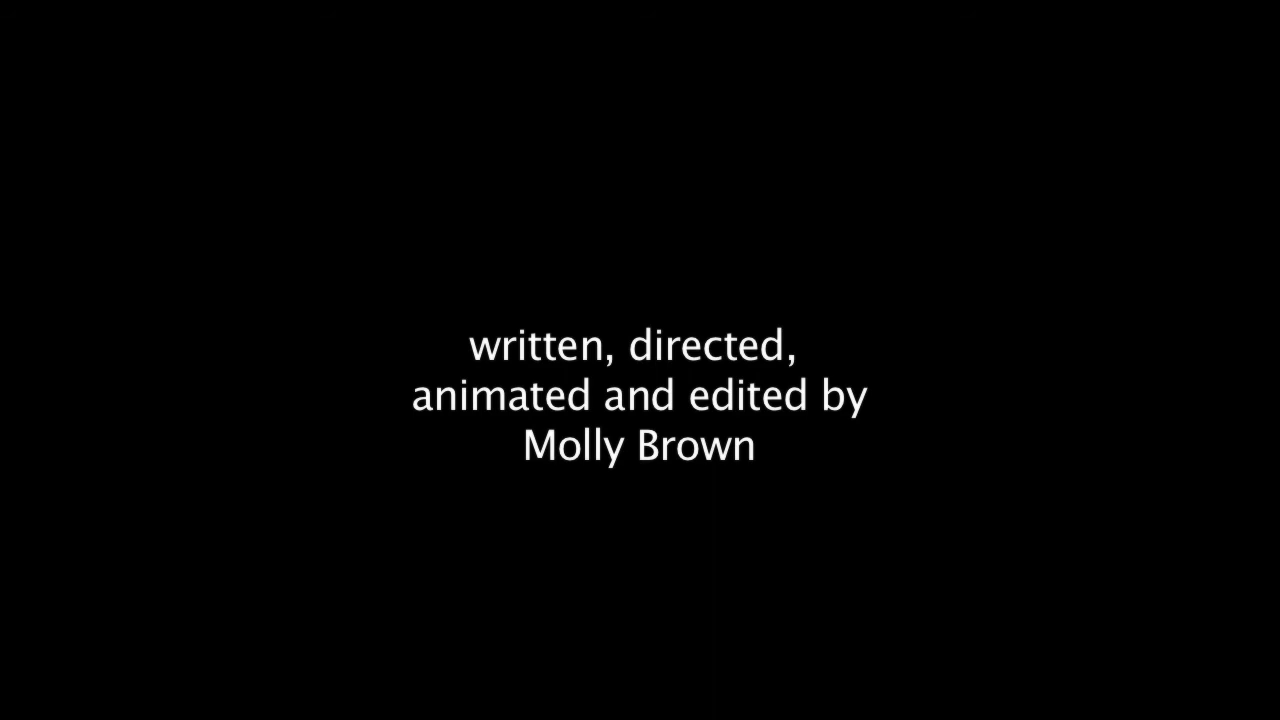 written, directed,
animated and edited by
Molly Brown